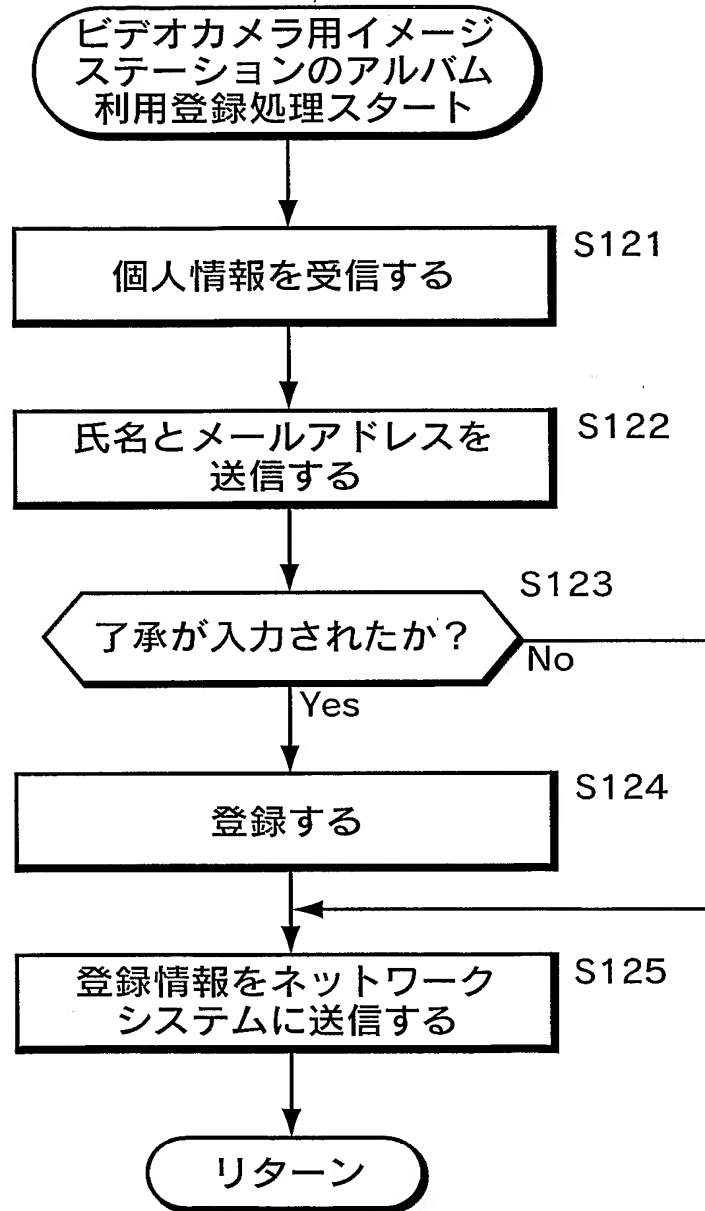 ビデオカメラ用イメージ
ステーションのアルバム
利用登録処理スタート
S121
個人情報を受信する
S122
氏名とメールアドレスを
送信する
S123
了承が入力されたか？
No
Yes
S124
登録する
S125
登録情報をネットワーク
システムに送信する
リターン